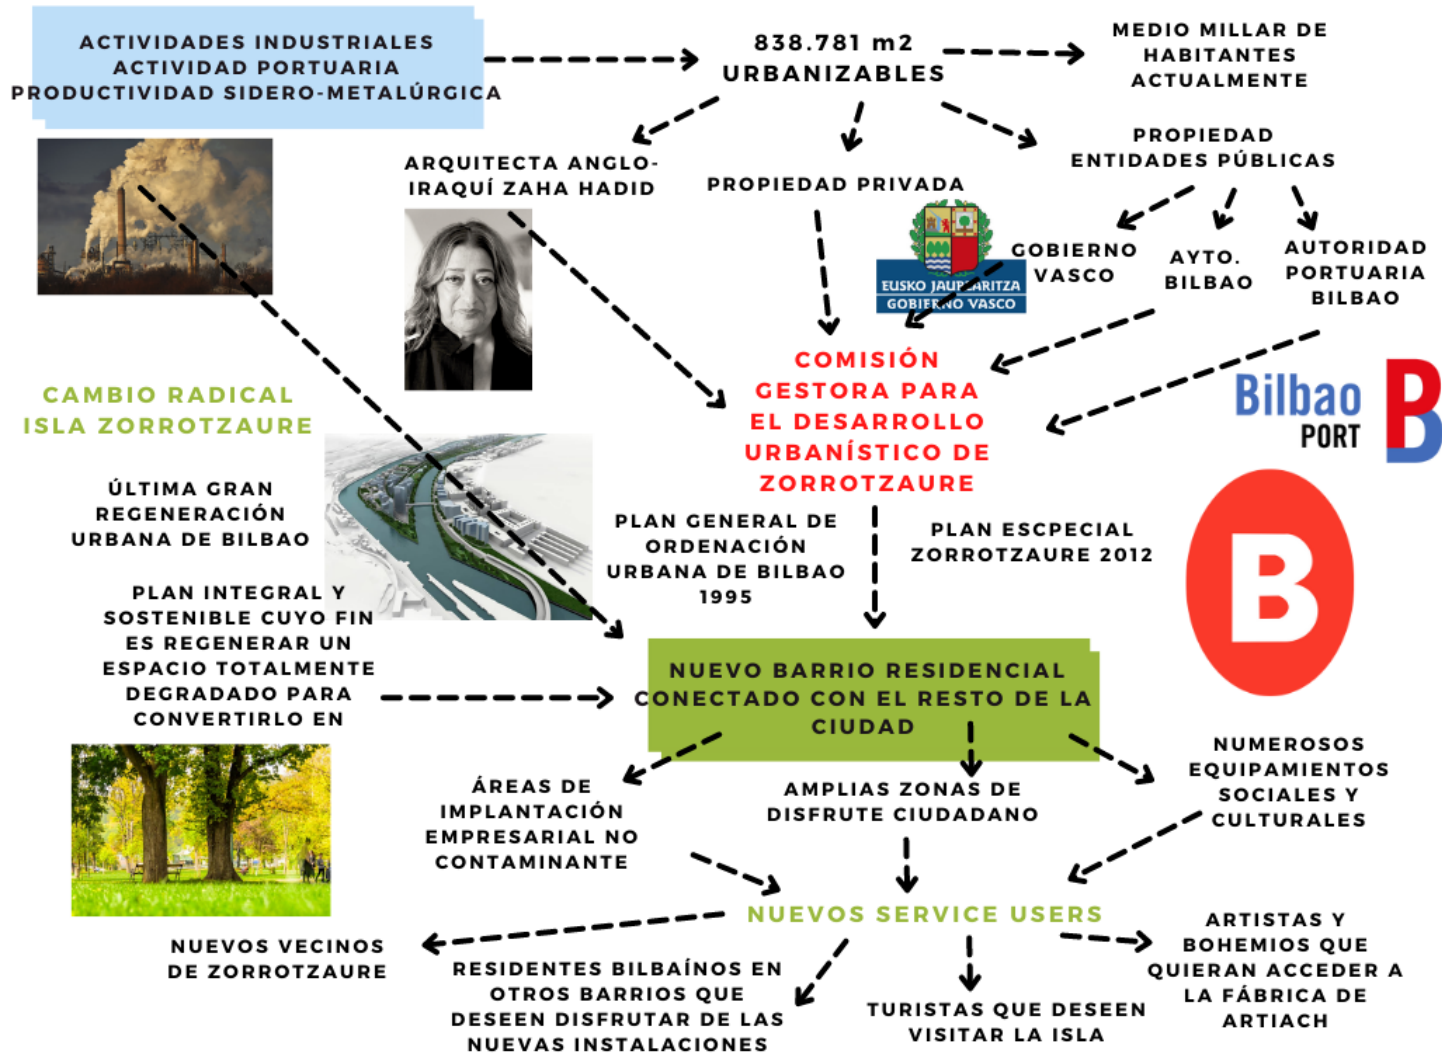 ACTIVIDADES INDUSTRIALES
ACTIVIDAD PORTUARIA
PRODUCTIVIDAD SIDERO-METALÚRGICA
838.781 m2
URBANIZABLES
MEDIO MILLAR DE
HABITANTES
ACTUALMENTE
ARQUITECTA ANGLO-
IRAQUÍ ZAHA HADID
PROPIEDAD PRIVADA
PROPIEDAD
ENTIDADES PÚBLICAS
EUSKO JAURLARITZA
GOBIERNO VASCO
GOBIERNO
VASCO
AYTO.
BILBAO
AUTORIDAD
PORTUARIA
BILBAO
COMISIÓN
GESTORA PARA
EL DESARROLLO
URBANÍSTICO DE
ZORROTZAURE
Bilbao
PORT
B
B
CAMBIO RADICAL
ISLA ZORROTZAURE
ÚLTIMA GRAN
REGENERACIÓN
URBANA DE BILBAO
PLAN GENERAL DE
ORDENACIÓN
URBANA DE BILBAO
1995
PLAN ESCPECIAL
ZORROTZAURE 2012
PLAN INTEGRAL Y
SOSTENIBLE CUYO FIN
ES REGENERAR UN
ESPACIO TOTALMENTE
DEGRADADO PARA
CONVERTIRLO EN
NUEVO BARRIO RESIDENCIAL
CONECTADO CON EL RESTO DE LA
CIUDAD
ÁREAS DE
IMPLANTACIÓN
EMPRESARIAL NO
CONTAMINANTE
AMPLIAS ZONAS DE
DISFRUTE CIUDADANO
NUMEROSOS
EQUIPAMIENTOS
SOCIALES Y
CULTURALES
NUEVOS SERVICE USERS
NUEVOS VECINOS
DE ZORROTZAURE
RESIDENTES BILBAÍNOS EN
OTROS BARRIOS QUE
DESEEN DISFRUTAR DE LAS
NUEVAS INSTALACIONES
TURISTAS QUE DESEEN
VISITAR LA ISLA
ARTISTAS Y
BOHEMIOS QUE
QUIERAN ACCEDER A
LA FÁBRICA DE
ARTIACH